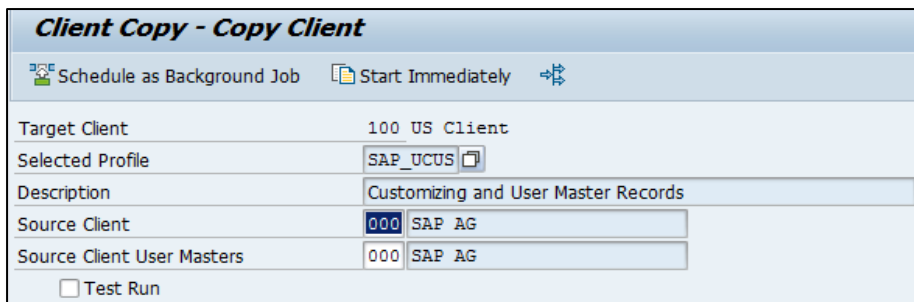 Client Copy - Copy Client
Schedule as Background Job Start Immediately
Target Client 100 US Client
Selected Profile SAP_UCUS
Description Customizing and User Master Records
Source Client 000 SAP AG
Source Client User Masters 000 SAP AG
Test Run